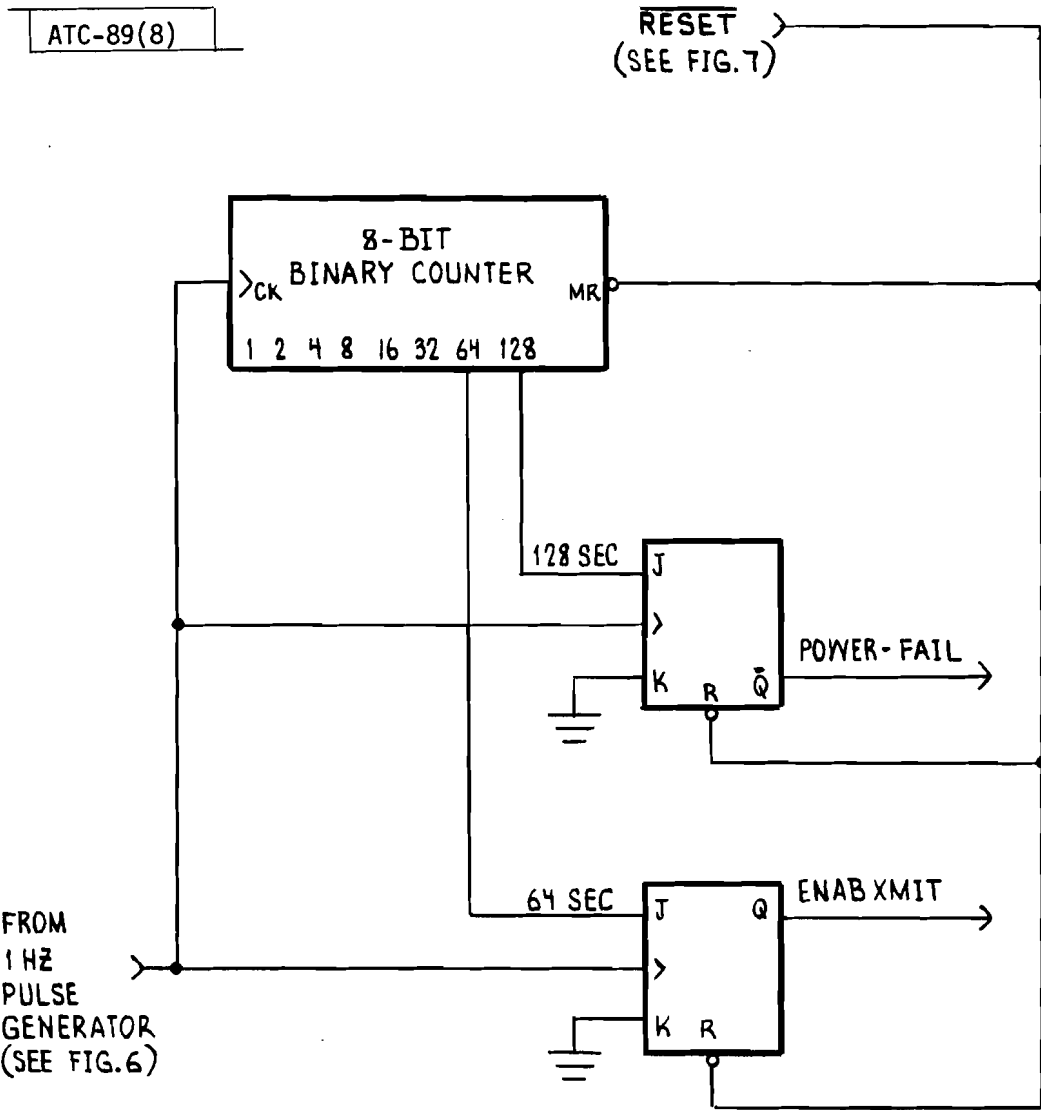 ATC-89(8)
R̅E̅S̅E̅T̅ >
(SEE FIG.7)
8-BIT
BINARY COUNTER
>CK
MR
1 2 4 8 16 32 64 128
128 SEC
J
>
K
R
Q̅
POWER-FAIL
64 SEC
J
Q
ENAB XMIT
>
K
R
FROM
1 HZ
PULSE
GENERATOR
(SEE FIG.6)